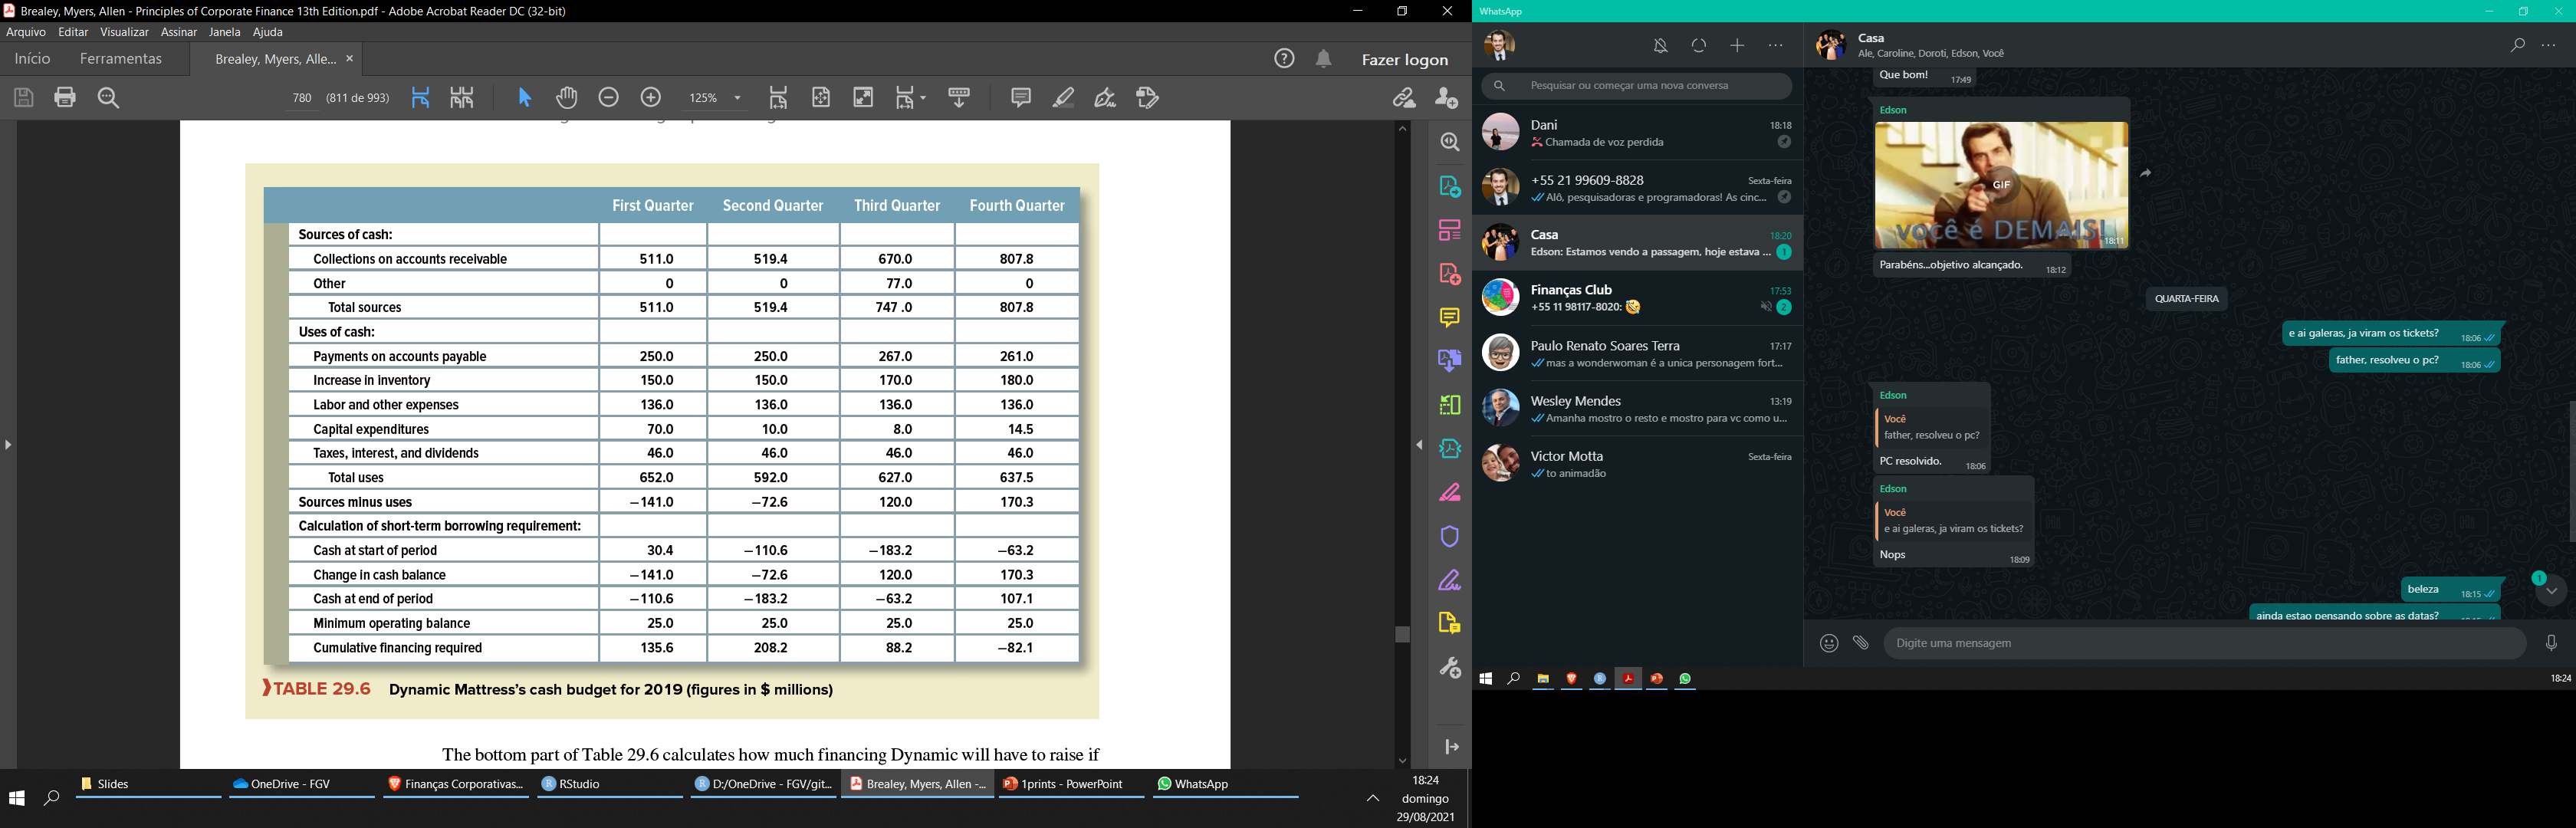 Brealey, Myers, Allen - Principles of Corporate Finance 13th Edition.pdf - Adobe Acrobat Reader DC (32-bit)
Arquivo Editar Visualizar Assinar Janela Ajuda
Início Ferramentas Brealey, Myers, Alle... × Fazer logon
780 (811 de 993) 125%
First Quarter Second Quarter Third Quarter Fourth Quarter
Sources of cash:
Collections on accounts receivable 511.0 519.4 670.0 807.8
Other 0 0 77.0 0
Total sources 511.0 519.4 747 .0 807.8
Uses of cash:
Payments on accounts payable 250.0 250.0 267.0 261.0
Increase in inventory 150.0 150.0 170.0 180.0
Labor and other expenses 136.0 136.0 136.0 136.0
Capital expenditures 70.0 10.0 8.0 14.5
Taxes, interest, and dividends 46.0 46.0 46.0 46.0
Total uses 652.0 592.0 627.0 637.5
Sources minus uses −141.0 −72.6 120.0 170.3
Calculation of short-term borrowing requirement:
Cash at start of period 30.4 −110.6 −183.2 −63.2
Change in cash balance −141.0 −72.6 120.0 170.3
Cash at end of period −110.6 −183.2 −63.2 107.1
Minimum operating balance 25.0 25.0 25.0 25.0
Cumulative financing required 135.6 208.2 88.2 −82.1
TABLE 29.6 Dynamic Mattress's cash budget for 2019 (figures in $ millions)
The bottom part of Table 29.6 calculates how much financing Dynamic will have to raise if
Slides OneDrive - FGV Finanças Corporativas... RStudio D:/OneDrive - FGV/git... Brealey, Myers, Allen -... 1prints - PowerPoint WhatsApp
18:24
domingo
29/08/2021
WhatsApp
Pesquisar ou começar uma nova conversa
Dani 18:18
Chamada de voz perdida
+55 21 99609-8828 Sexta-feira
Alô, pesquisadoras e programadoras! As cinc...
Casa 18:20
Edson: Estamos vendo a passagem, hoje estava ... 1
Finanças Club 17:53
+55 11 98117-8020: 🤣 2
Paulo Renato Soares Terra 17:17
mas a wonderwoman é a unica personagem fort...
Wesley Mendes 13:19
Amanha mostro o resto e mostro para vc como u...
Victor Motta Sexta-feira
to animadão
Casa
Ale, Caroline, Doroti, Edson, Você
Que bom! 17:49
Edson
GIF
você é DEMAIS!
18:11
Parabéns...objetivo alcançado. 18:12
QUARTA-FEIRA
e ai galeras, ja viram os tickets? 18:06
father, resolveu o pc? 18:06
Edson
Você
father, resolveu o pc?
PC resolvido. 18:06
Edson
Você
e ai galeras, ja viram os tickets?
Nops 18:09
beleza 18:15
1
ainda estao pensando sobre as datas?
Digite uma mensagem
18:24